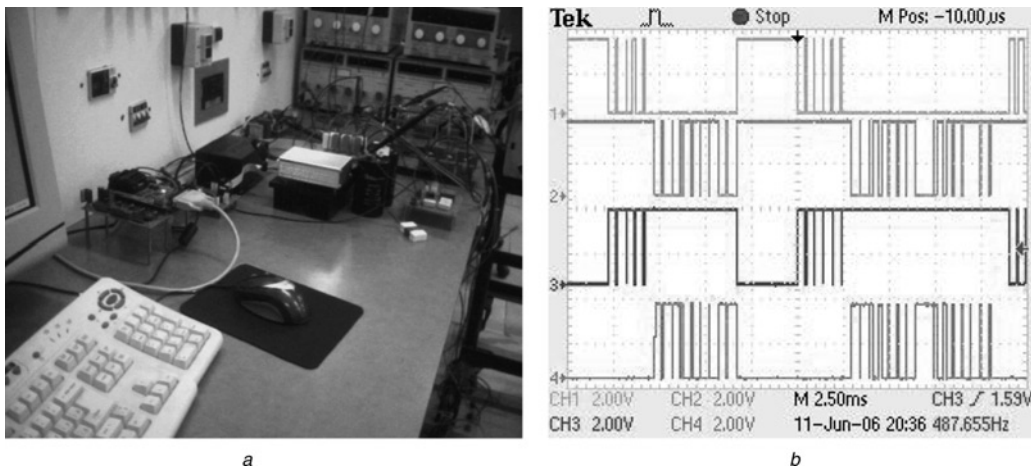 Tek Stop M Pos: -10.00us
1
2
3
4
CH1 2.00V CH2 2.00V M 2.50ms CH3 1.59V
CH3 2.00V CH4 2.00V 11-Jun-06 20:36 487.655Hz
a b